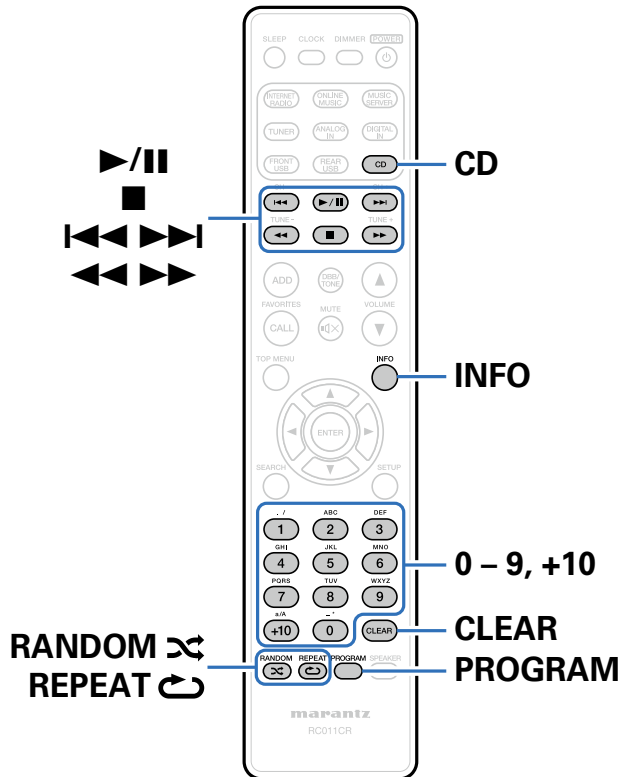 SLEEP CLOCK DIMMER POWER
INTERNET RADIO ONLINE MUSIC MUSIC SERVER
TUNER ANALOG IN DIGITAL IN
FRONT USB REAR USB CD
CD
▶/II
■
I◀◀ ▶▶I
◀◀ ▶▶
I◀◀ ▶/II ▶▶I
TUNE - TUNE +
◀◀ ■ ▶▶
ADD DBB/TONE
FAVORITES MUTE VOLUME
CALL
TOP MENU INFO
INFO
ENTER
SEARCH SETUP
. / ABC DEF
1 2 3
GHI JKL MNO
4 5 6
PQRS TUV WXYZ
7 8 9
a/A
+10 0 CLEAR
0 – 9, +10
CLEAR
RANDOM
REPEAT
RANDOM REPEAT PROGRAM SPEAKER
PROGRAM
marantz
RC011CR